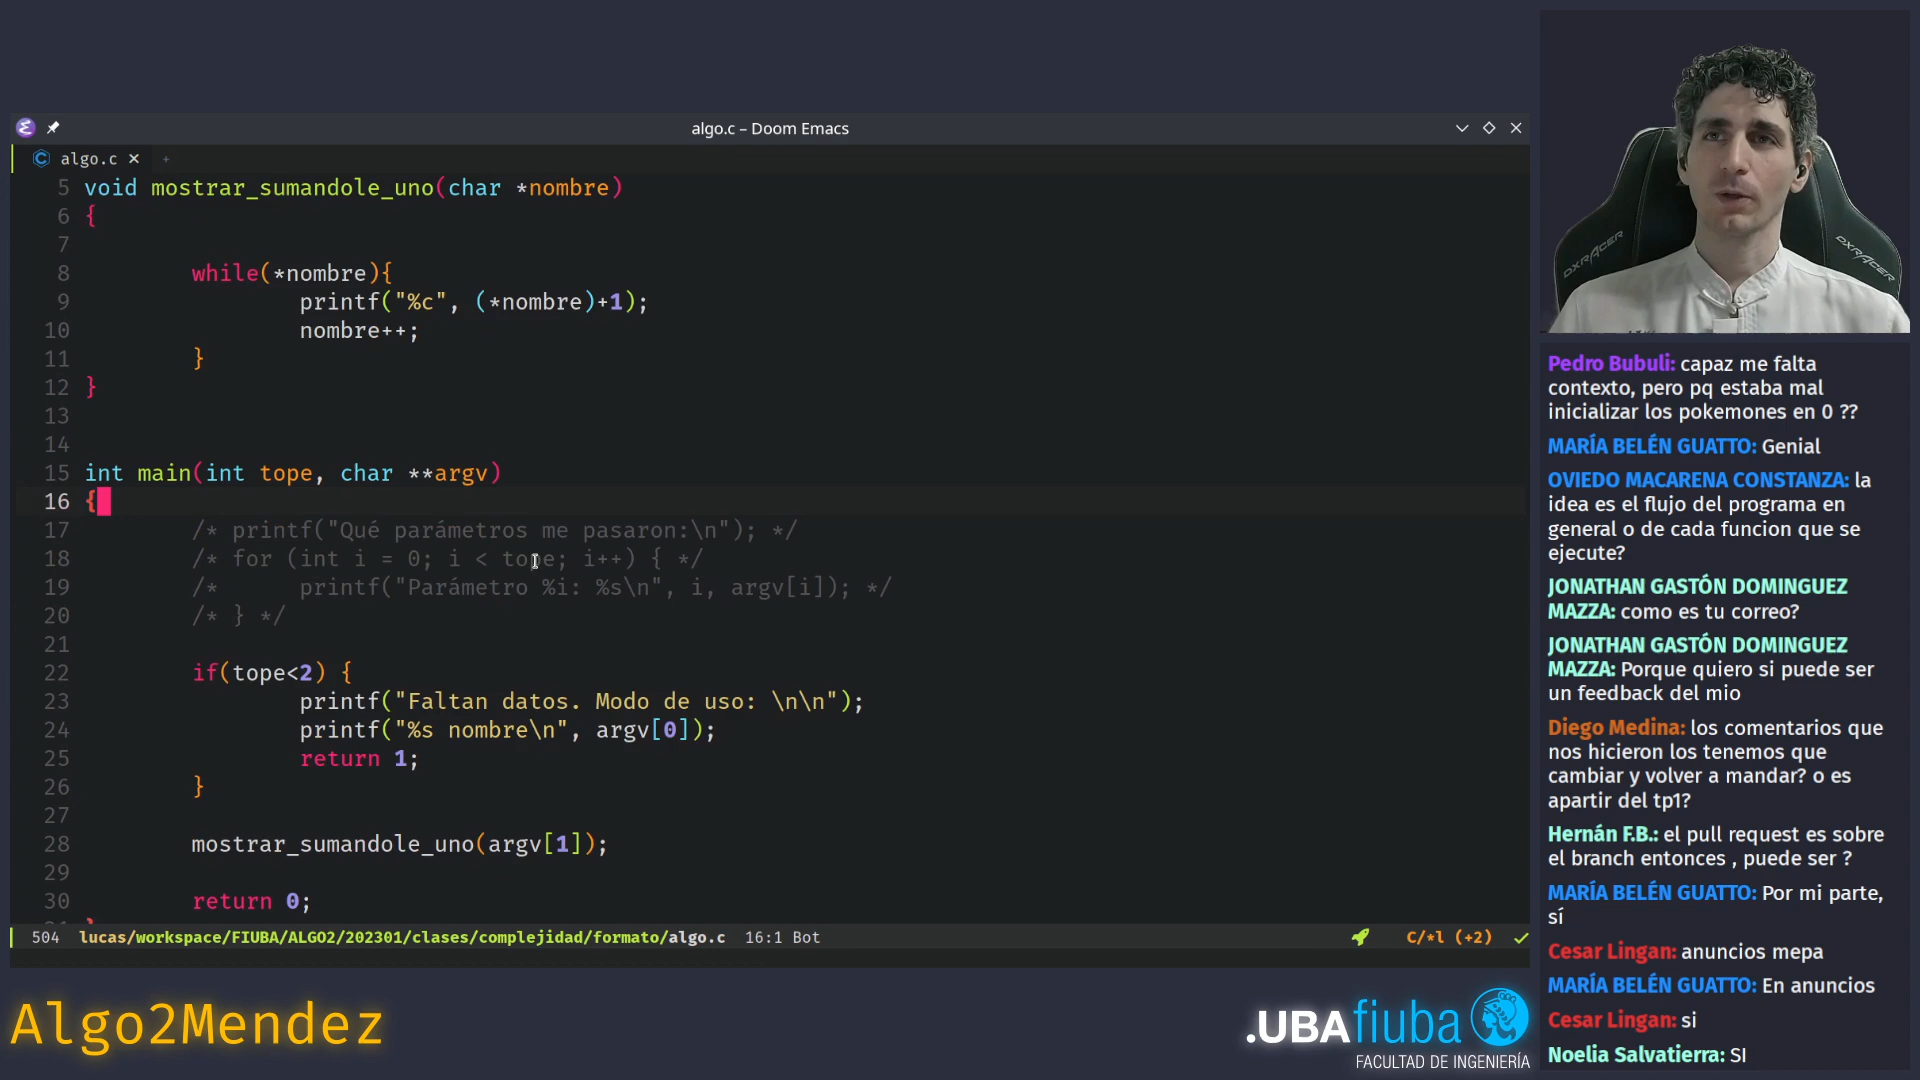 algo.c – Doom Emacs
algo.c
5 void mostrar_sumandole_uno(char *nombre)
6 {
7
8 while(*nombre){
9 printf("%c", (*nombre)+1);
10 nombre++;
11 }
12 }
13
14
15 int main(int tope, char **argv)
16 {
17 /* printf("Qué parámetros me pasaron:\n"); */
18 /* for (int i = 0; i < tope; i++) { */
19 /* printf("Parámetro %i: %s\n", i, argv[i]); */
20 /* } */
21
22 if(tope<2) {
23 printf("Faltan datos. Modo de uso: \n\n");
24 printf("%s nombre\n", argv[0]);
25 return 1;
26 }
27
28 mostrar_sumandole_uno(argv[1]);
29
30 return 0;
504 lucas/workspace/FIUBA/ALGO2/202301/clases/complejidad/formato/algo.c 16:1 Bot C/*l (+2)
Algo2Mendez
.UBAfiuba
FACULTAD DE INGENIERÍA
DXRACER
DXRACER
Pedro Bubuli: capaz me falta
contexto, pero pq estaba mal
inicializar los pokemones en 0 ??
MARÍA BELÉN GUATTO: Genial
OVIEDO MACARENA CONSTANZA: la
idea es el flujo del programa en
general o de cada funcion que se
ejecute?
JONATHAN GASTÓN DOMINGUEZ
MAZZA: como es tu correo?
JONATHAN GASTÓN DOMINGUEZ
MAZZA: Porque quiero si puede ser
un feedback del mio
Diego Medina: los comentarios que
nos hicieron los tenemos que
cambiar y volver a mandar? o es
apartir del tp1?
Hernán F.B.: el pull request es sobre
el branch entonces , puede ser ?
MARÍA BELÉN GUATTO: Por mi parte,
sí
Cesar Lingan: anuncios mepa
MARÍA BELÉN GUATTO: En anuncios
Cesar Lingan: si
Noelia Salvatierra: SI